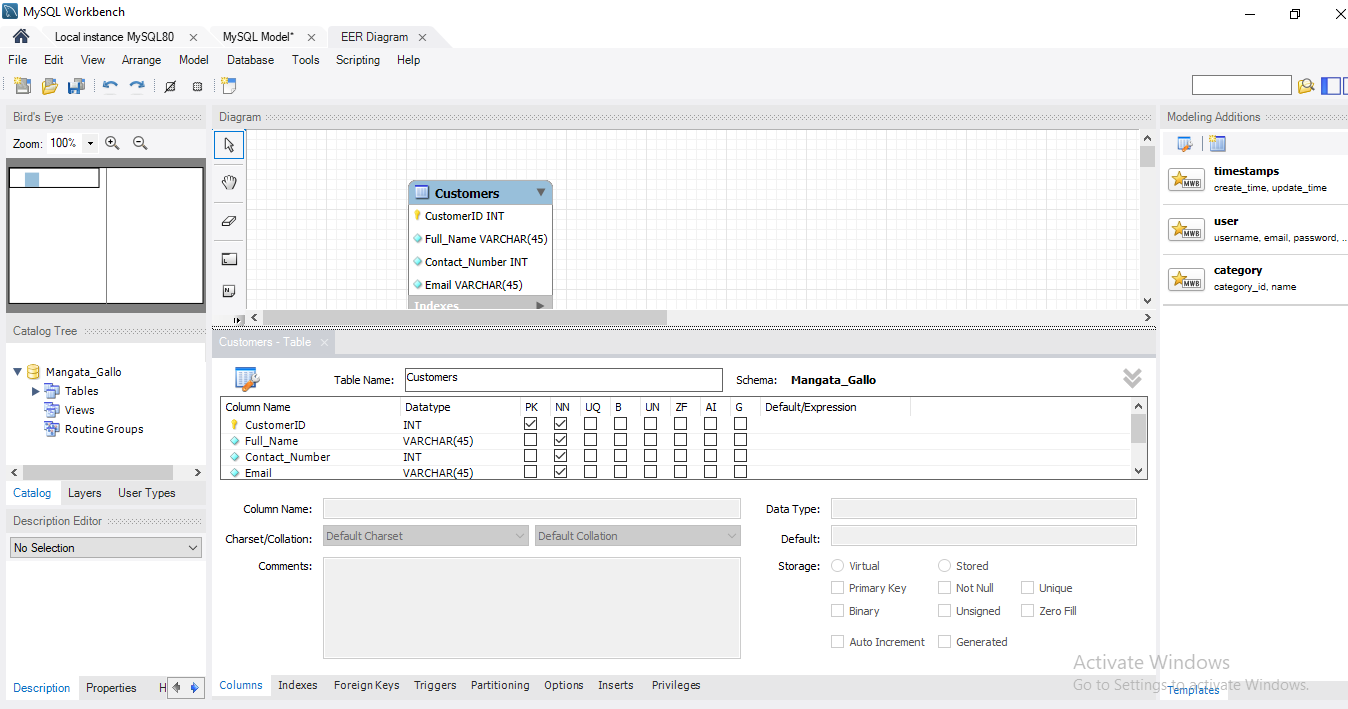 MySQL Workbench
Local instance MySQL80
MySQL Model*
EER Diagram
File Edit View Arrange Model Database Tools Scripting Help
Bird's Eye
Zoom: 100%
Diagram
Customers
CustomerID INT
Full_Name VARCHAR(45)
Contact_Number INT
Email VARCHAR(45)
Indexes
Modeling Additions
timestamps
create_time, update_time
user
username, email, password, ..
category
category_id, name
MWB
MWB
MWB
Catalog Tree
Mangata_Gallo
Tables
Views
Routine Groups
Catalog Layers User Types
Description Editor
No Selection
Description Properties H
Customers - Table
Table Name: Customers Schema: Mangata_Gallo
Column Name Datatype PK NN UQ B UN ZF AI G Default/Expression
CustomerID INT
Full_Name VARCHAR(45)
Contact_Number INT
Email VARCHAR(45)
Column Name: Data Type:
Charset/Collation: Default Charset Default Collation Default:
Comments: Storage: Virtual Stored
Primary Key Not Null Unique
Binary Unsigned Zero Fill
Auto Increment Generated
Columns Indexes Foreign Keys Triggers Partitioning Options Inserts Privileges
Activate Windows
Go to Settings to activate Windows.
Templates